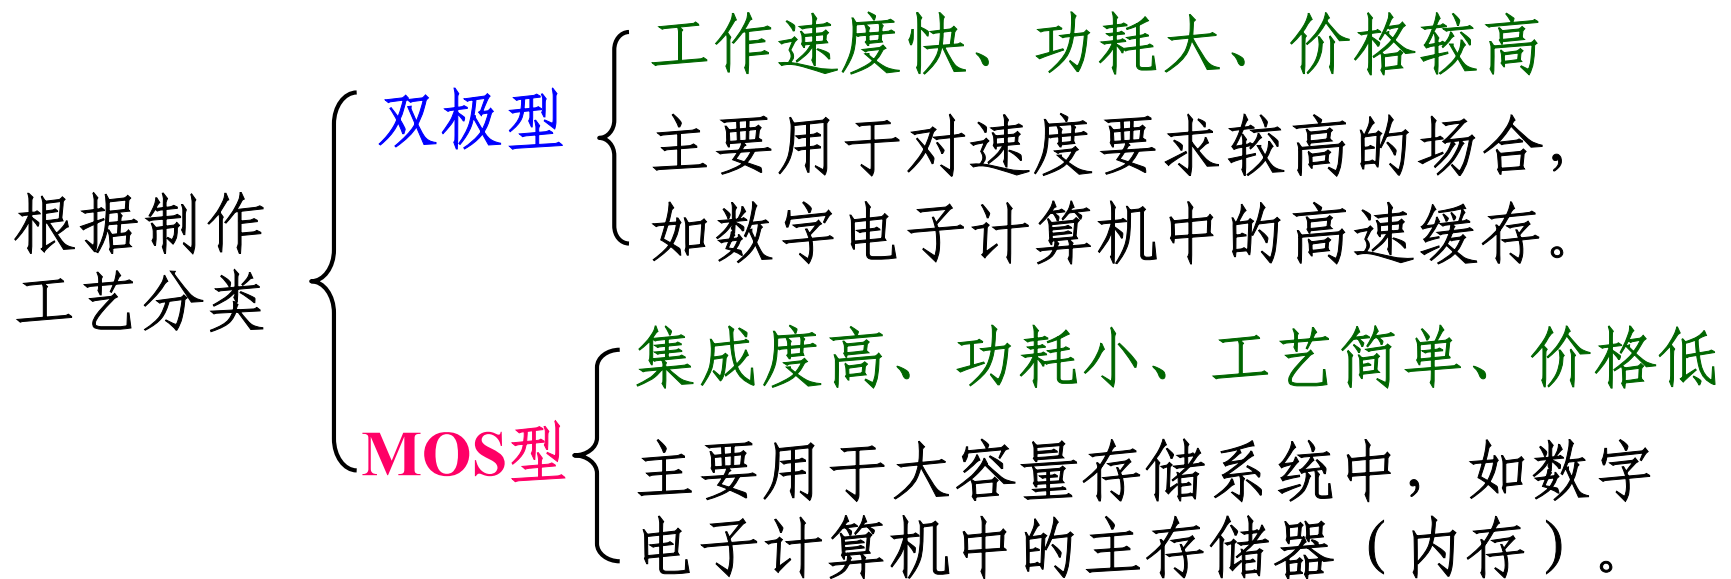 根据制作
工艺分类
双极型
工作速度快、功耗大、价格较高
主要用于对速度要求较高的场合，
如数字电子计算机中的高速缓存。
MOS型
集成度高、功耗小、工艺简单、价格低
主要用于大容量存储系统中，如数字
电子计算机中的主存储器（内存）。